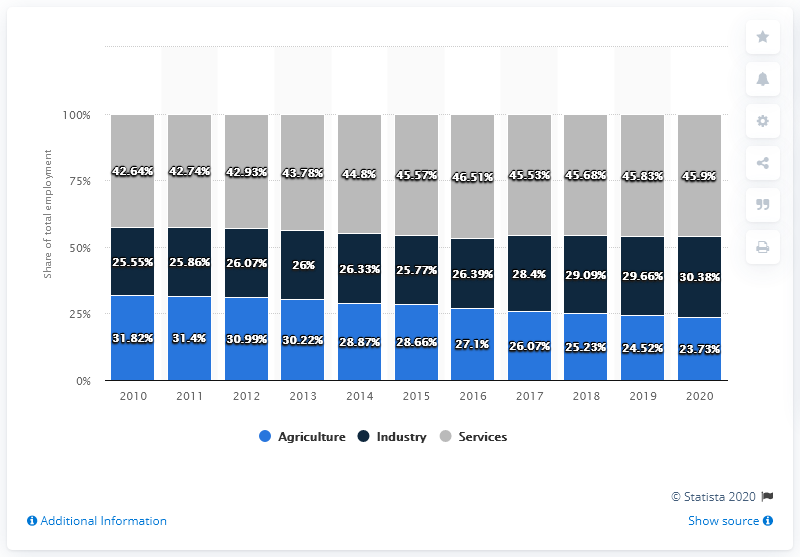 Share of total employment
100%
75%
50%
25%
0%
42.64% 42.74% 42.93% 43.78% 44.8% 45.57% 46.51% 45.53% 45.68% 45.83% 45.9%
25.55% 25.86% 26.07% 26% 26.33% 25.77% 26.39% 28.4% 29.09% 29.66% 30.38%
31.82% 31.4% 30.99% 30.22% 28.87% 28.66% 27.1% 26.07% 25.23% 24.52% 23.73%
2010 2011 2012 2013 2014 2015 2016 2017 2018 2019 2020
Agriculture Industry Services
© Statista 2020
Additional Information Show source